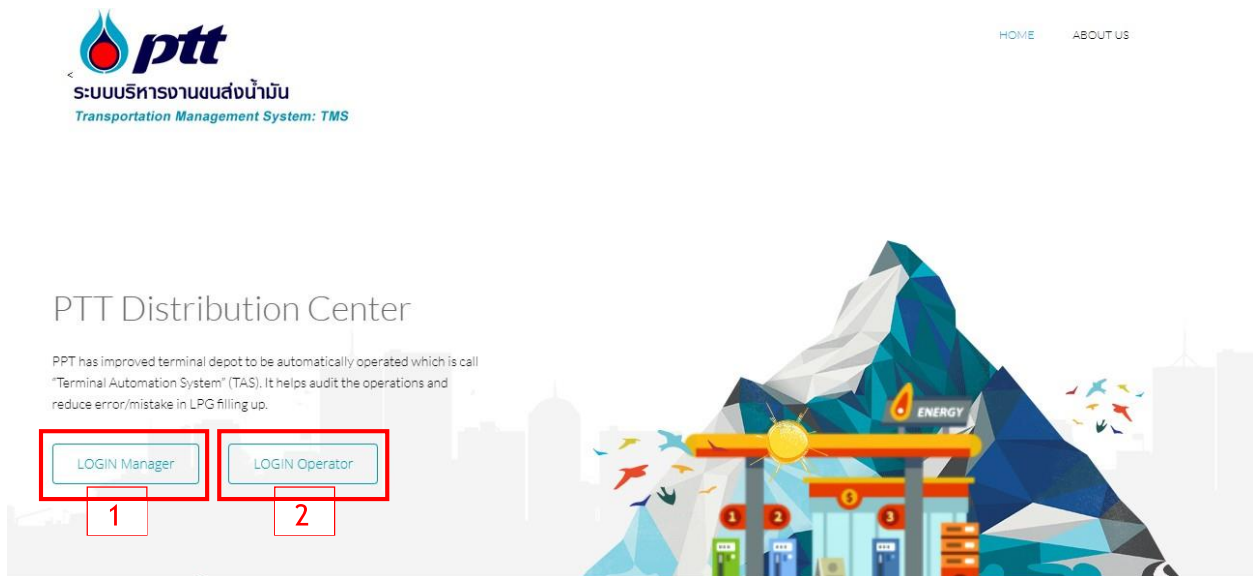 ptt
HOME ABOUT US
<
ระบบบริหารงานขนส่งน้ำมัน
Transportation Management System: TMS
PTT Distribution Center
PPT has improved terminal depot to be automatically operated which is call
"Terminal Automation System" (TAS). It helps audit the operations and
reduce error/mistake in LPG filling up.
LOGIN Manager LOGIN Operator
1 2
ENERGY
$
1 2 3